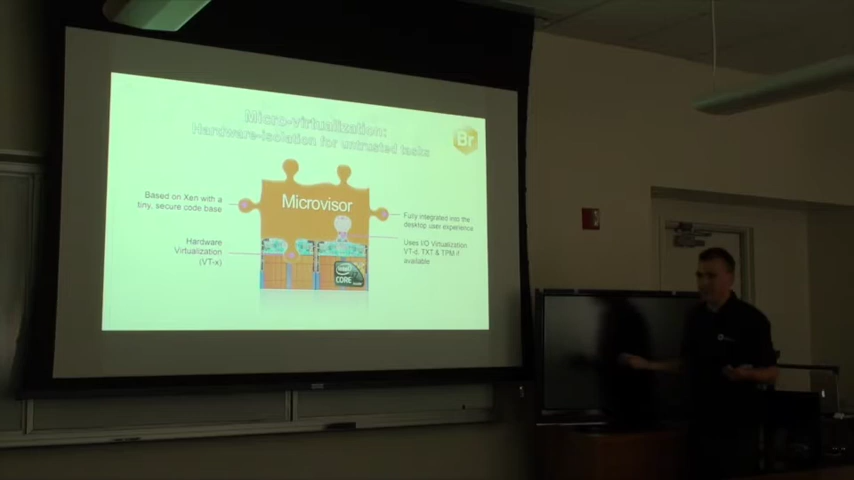 Micro-virtualization:
Hardware-isolation for untrusted tasks
Br
Microvisor
Based on Xen with a
tiny, secure code base
Fully integrated into the
desktop user experience
Hardware
Virtualization
(VT-x)
Uses I/O Virtualization
VT-d, TXT & TPM if
available
CORE